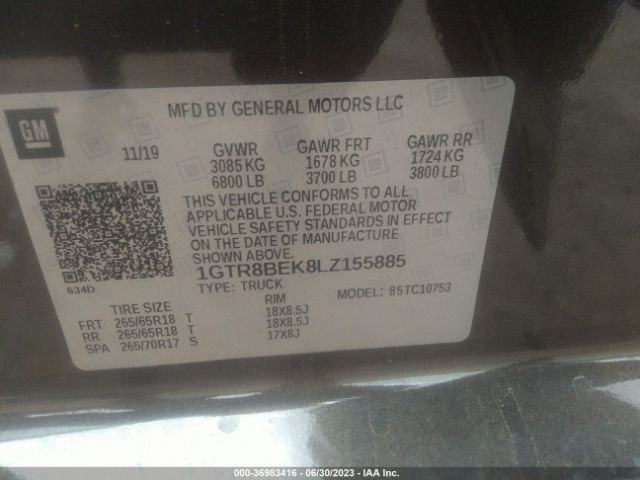 MFD BY GENERAL MOTORS LLC
GM
11/19 GVWR GAWR FRT GAWR RR
3085 KG 1678 KG 1724 KG
6800 LB 3700 LB 3800 LB
THIS VEHICLE CONFORMS TO ALL
APPLICABLE U.S. FEDERAL MOTOR
VEHICLE SAFETY STANDARDS IN EFFECT
ON THE DATE OF MANUFACTURE
SHOWN ABOVE.
1GTR8BEK8LZ155885
634D
TYPE: TRUCK MODEL: 85TC10753
TIRE SIZE RIM
FRT 265/65R18 T 18X8.5J
RR 265/65R18 T 18X8.5J
SPA 265/70R17 S 17X8J
000-36983416 - 06/30/2023 - IAA Inc.